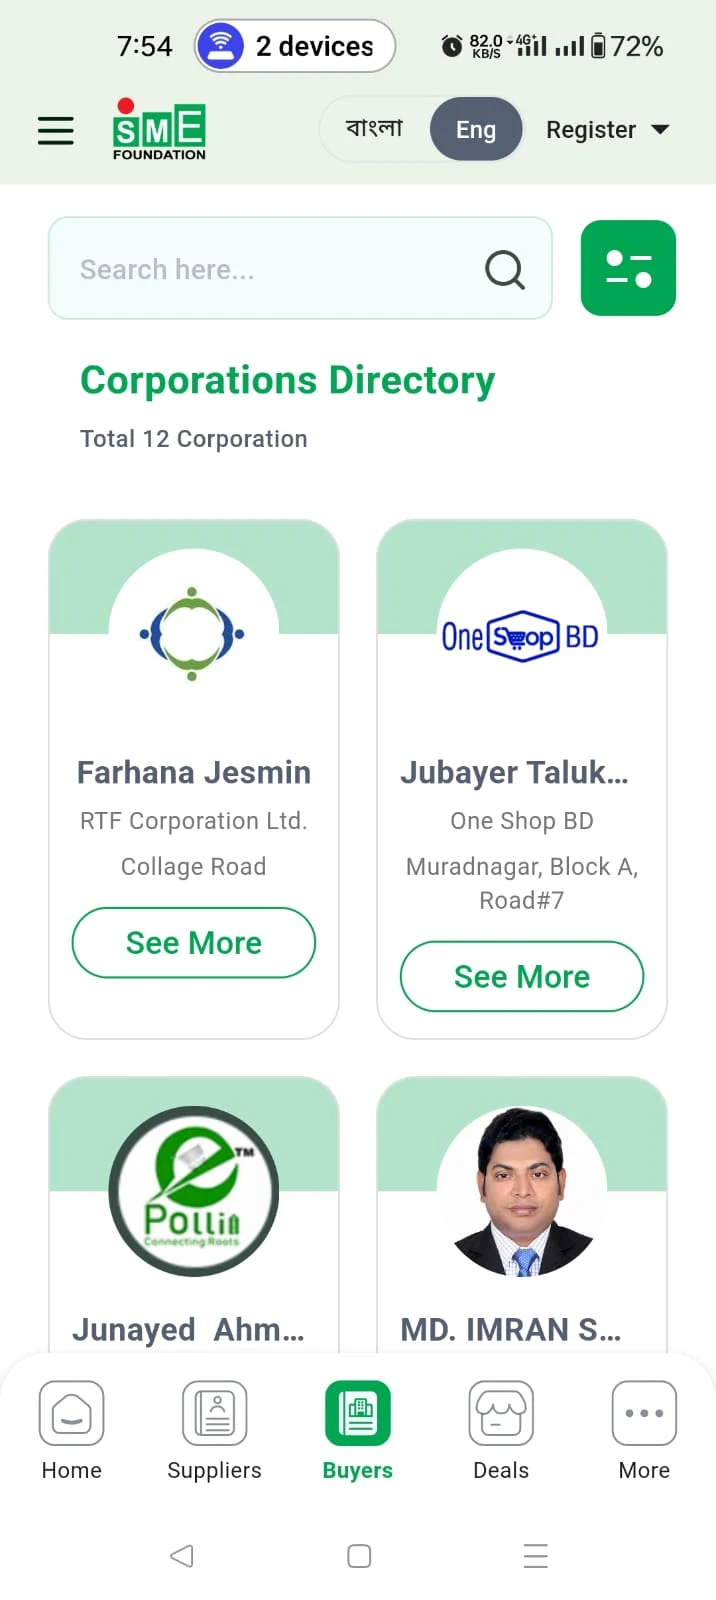 7:54
2 devices
82.0
KB/S
4G+
72%
SME
FOUNDATION
বাংলা
Eng
Register
Search here...
Corporations Directory
Total 12 Corporation
One Shop BD
Farhana Jesmin
Jubayer Taluk...
RTF Corporation Ltd.
One Shop BD
Collage Road
Muradnagar, Block A,
Road#7
See More
See More
e
TM
Pollin
Connecting Roots
Junayed  Ahm...
MD. IMRAN S...
Home
Suppliers
Buyers
Deals
More